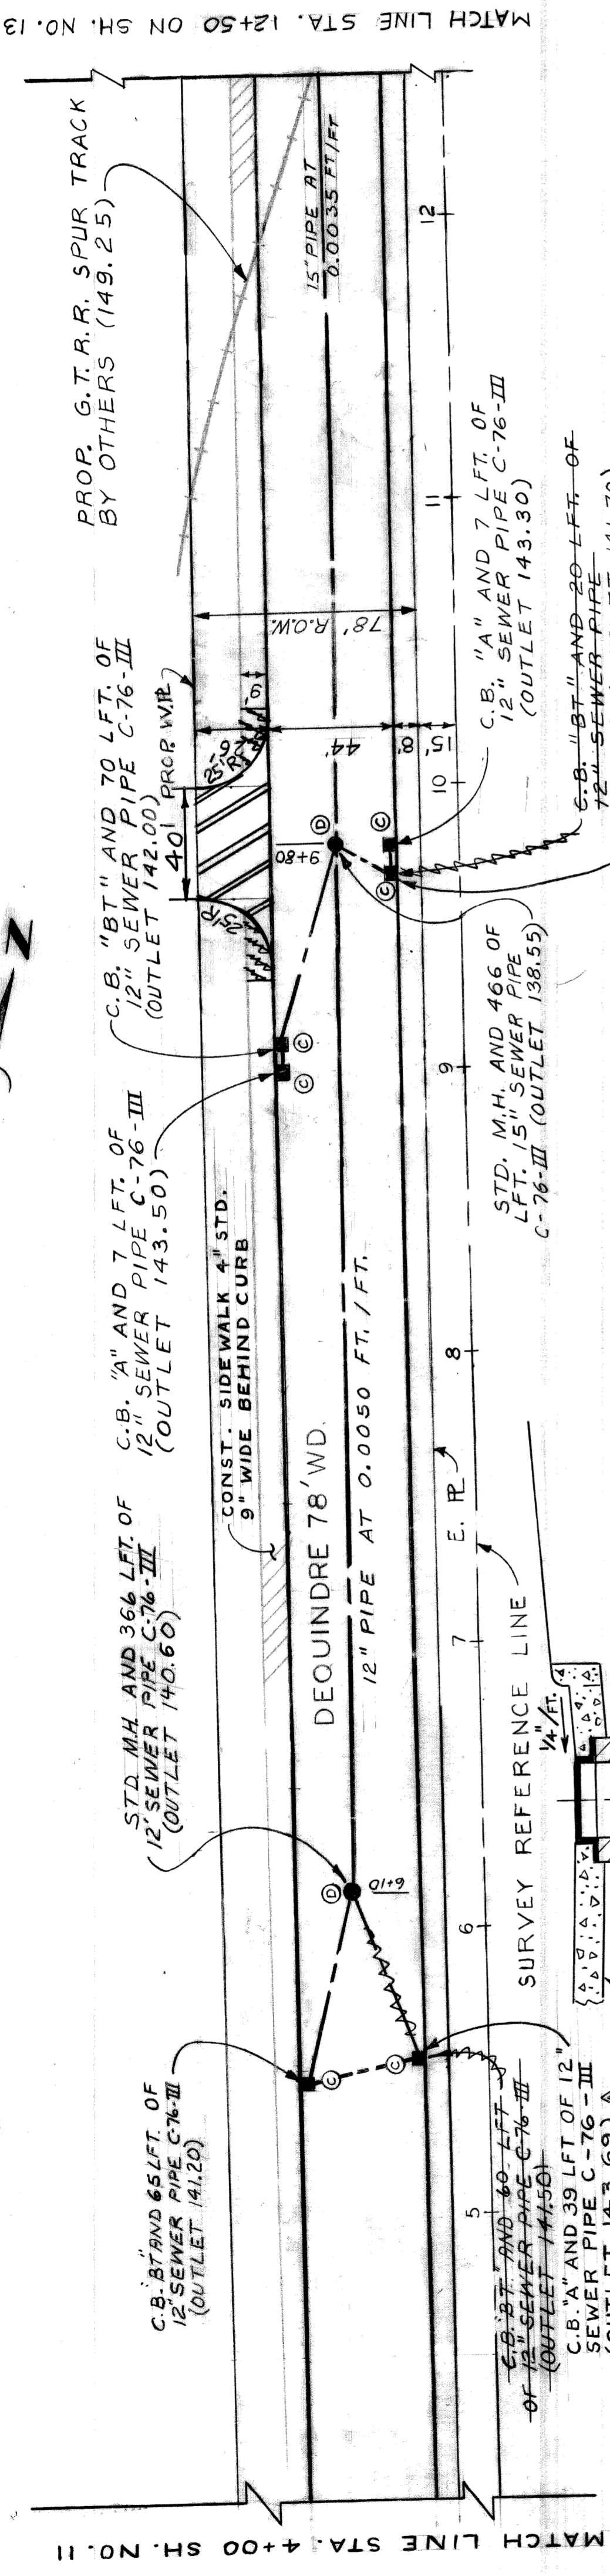 MATCH LINE STA. 12+50 ON SH. NO. 13
PROP. G.T.R.R. SPUR TRACK
BY OTHERS (149.25)
15" PIPE AT
0.0035 FT/FT
12
11
10
9
8
7
6
5
78' R.O.W.
PROP. W. PL
C.B. "BT" AND 70 LFT. OF
12" SEWER PIPE C-76-III
(OUTLET 142.00)
40'
25'R
25'R
6'
44'
8'
15'
D
9+80
C
C
C
C
C.B. "A" AND 7 LFT. OF
12" SEWER PIPE C-76-III
(OUTLET 143.30)
C.B. "BT" AND 20 LFT. OF
12" SEWER PIPE
STD. M.H. AND 466 OF
LFT. 15" SEWER PIPE
C-76-III (OUTLET 138.55)
C.B. "A" AND 7 LFT. OF
12" SEWER PIPE C-76-III
(OUTLET 143.50)
CONST. SIDEWALK 4" STD.
9" WIDE BEHIND CURB
DEQUINDRE 78' WD.
12" PIPE AT 0.0050 FT./FT.
E. PL
SURVEY REFERENCE LINE
1/4"/FT.
STD. M.H. AND 366 LFT. OF
12' SEWER PIPE C-76-III
(OUTLET 140.60)
D
6+10
C
C
C.B. "BT" AND 65 LFT. OF
12" SEWER PIPE C-76-III
(OUTLET 141.20)
C.B. "BT" AND 60 LFT
OF 12" SEWER PIPE C-76-III
(OUTLET 141.50)
C.B. "A" AND 39 LFT OF 12"
SEWER PIPE C-76-III
(OUTLET 143.69)
MATCH LINE STA. 4+00 SH. NO. 11